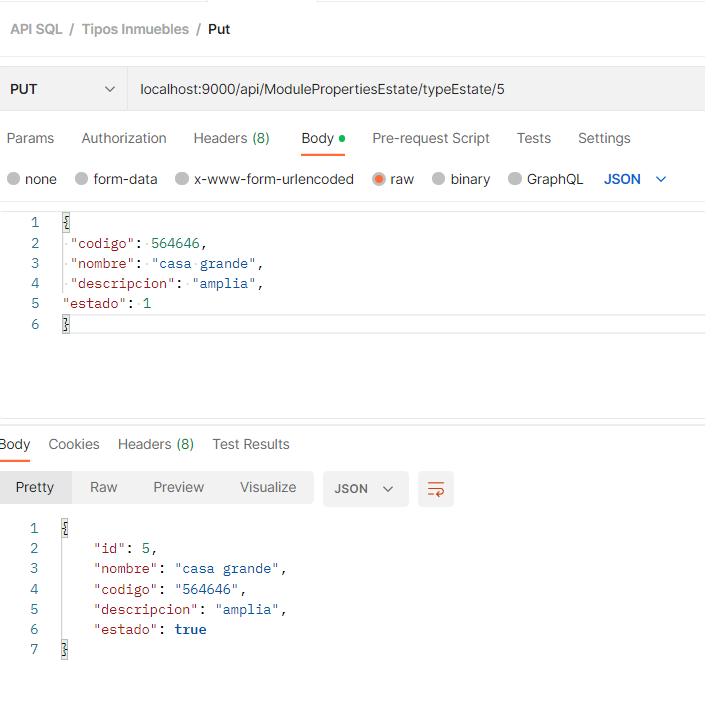 API SQL / Tipos Inmuebles / Put
PUT localhost:9000/api/ModulePropertiesEstate/typeEstate/5
Params Authorization Headers (8) Body Pre-request Script Tests Settings
none form-data x-www-form-urlencoded raw binary GraphQL JSON
1 {
2 "codigo": 564646,
3 "nombre": "casa grande",
4 "descripcion": "amplia",
5 "estado": 1
6 }
Body Cookies Headers (8) Test Results
Pretty Raw Preview Visualize JSON
1 {
2 "id": 5,
3 "nombre": "casa grande",
4 "codigo": "564646",
5 "descripcion": "amplia",
6 "estado": true
7 }